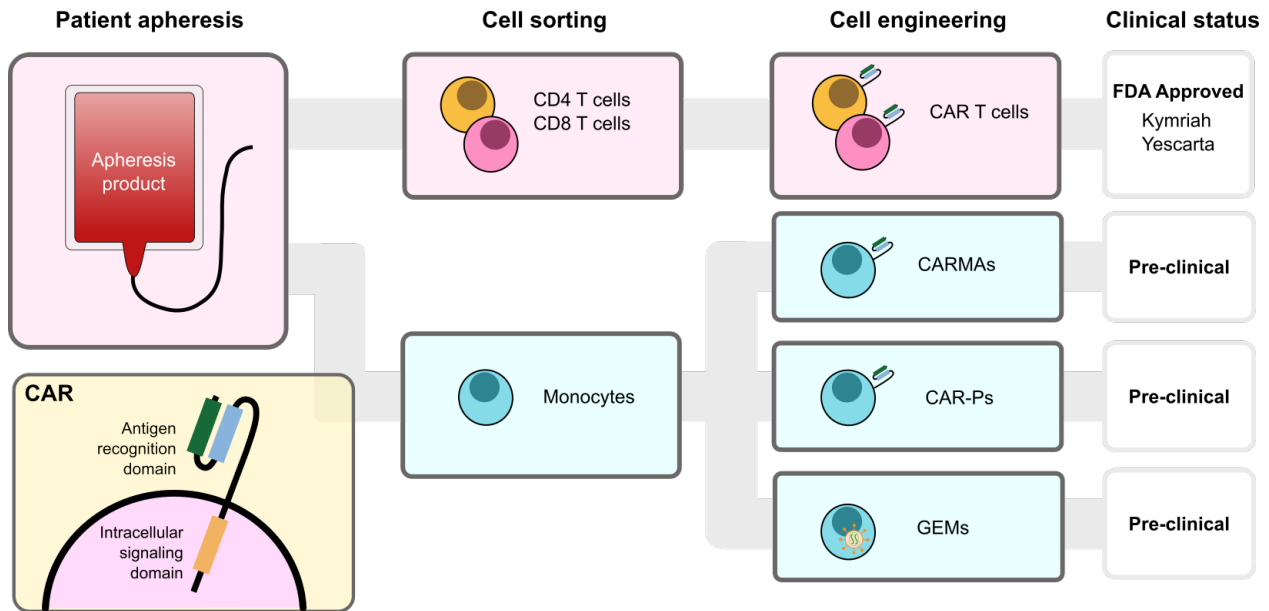 Patient apheresis
Cell sorting
Cell engineering
Clinical status
Apheresis
product
CD4 T cells
CD8 T cells
CAR T cells
FDA Approved
Kymriah
Yescarta
Monocytes
CARMAs
Pre-clinical
CAR-Ps
Pre-clinical
GEMs
Pre-clinical
CAR
Antigen
recognition
domain
Intracellular
signaling
domain